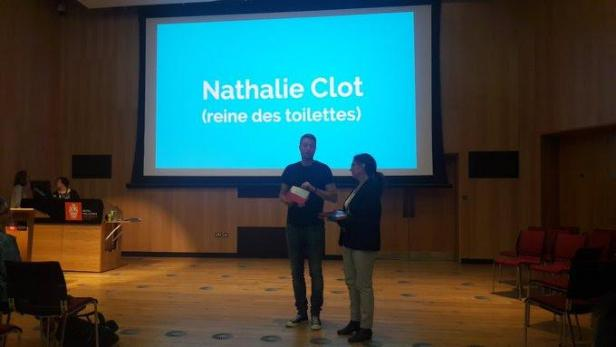 Nathalie Clot
(reine des toilettes)